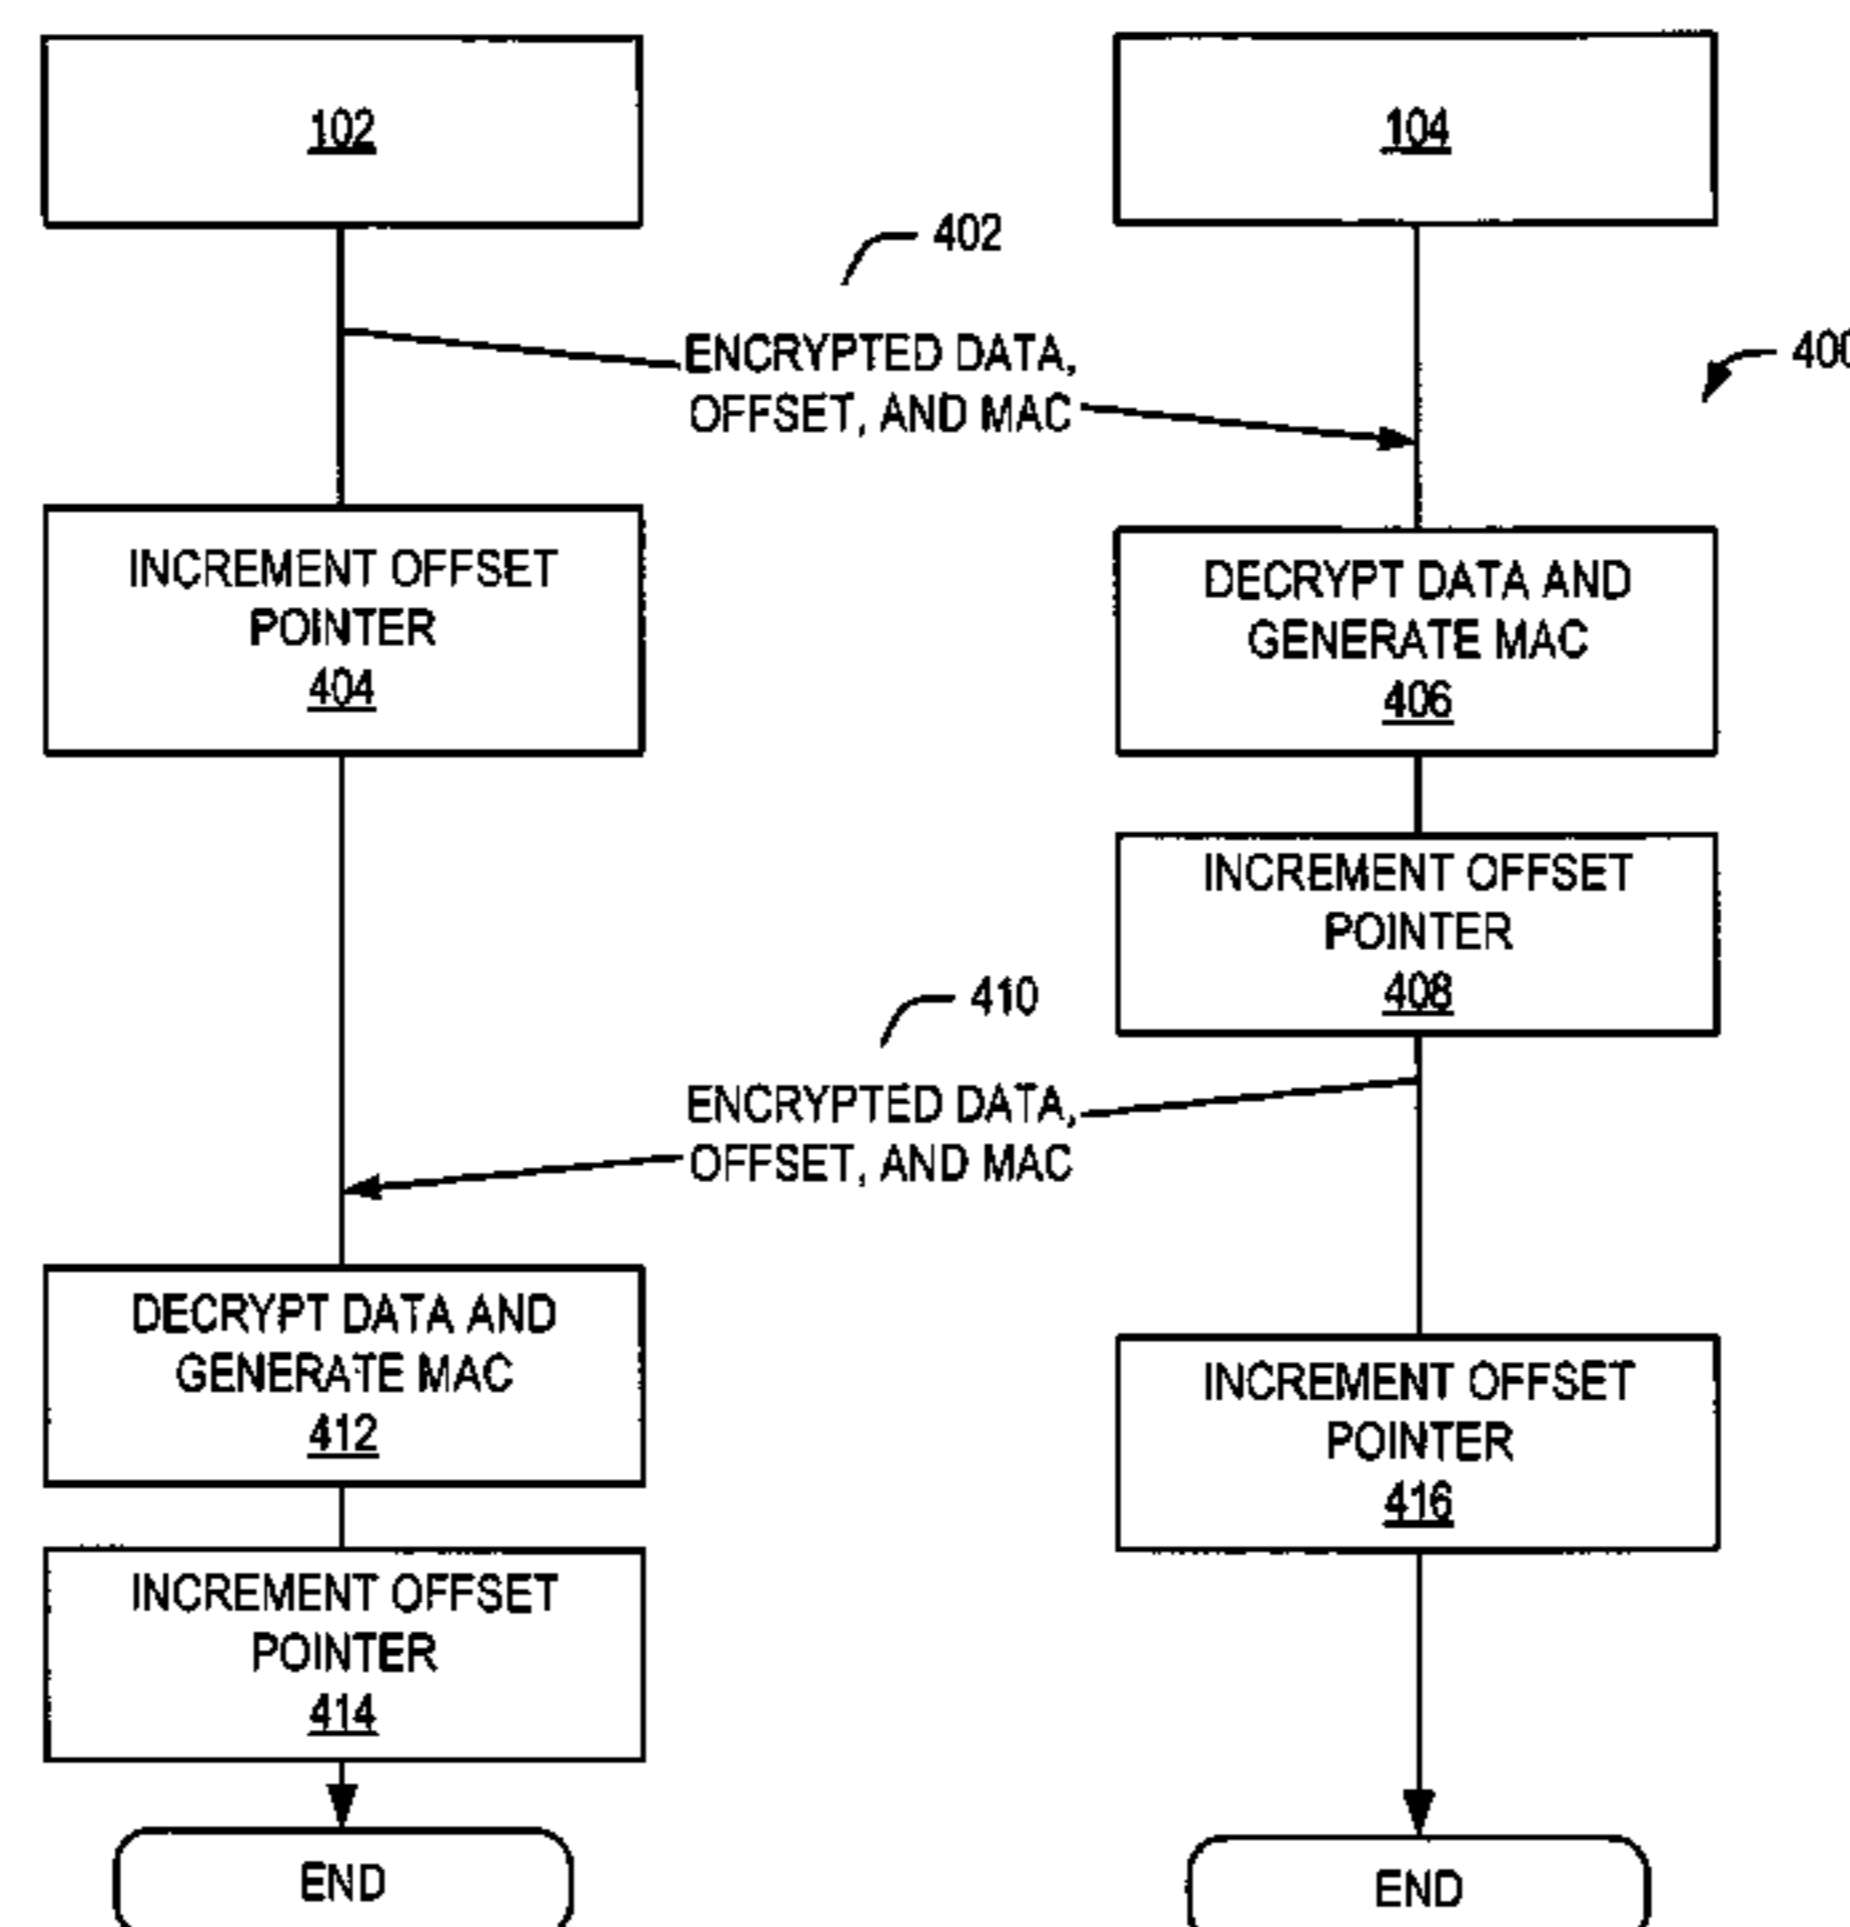 102
104
402
ENCRYPTED DATA,
OFFSET, AND MAC
400
INCREMENT OFFSET
POINTER
404
DECRYPT DATA AND
GENERATE MAC
406
INCREMENT OFFSET
POINTER
408
410
ENCRYPTED DATA,
OFFSET, AND MAC
DECRYPT DATA AND
GENERATE MAC
412
INCREMENT OFFSET
POINTER
416
INCREMENT OFFSET
POINTER
414
END
END